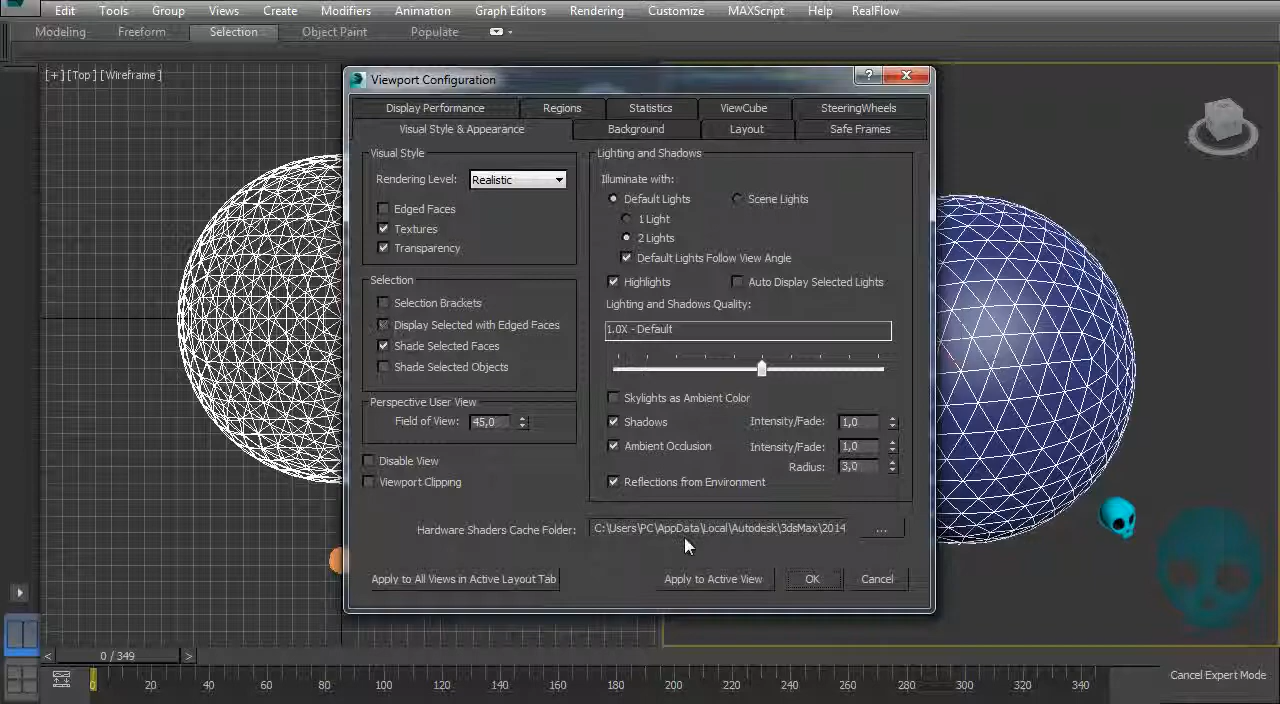 Edit Tools Group Views Create Modifiers Animation Graph Editors Rendering Customize MAXScript Help RealFlow
Modeling Freeform Selection Object Paint Populate
[+] [Top] [Wireframe]
Viewport Configuration
?
Display Performance Regions Statistics ViewCube SteeringWheels
Visual Style & Appearance Background Layout Safe Frames
Visual Style
Rendering Level: Realistic
Edged Faces
Textures
Transparency
Selection
Selection Brackets
Display Selected with Edged Faces
Shade Selected Faces
Shade Selected Objects
Perspective User View
Field of View: 45,0
Disable View
Viewport Clipping
Lighting and Shadows
Illuminate with:
Default Lights Scene Lights
1 Light
2 Lights
Default Lights Follow View Angle
Highlights Auto Display Selected Lights
Lighting and Shadows Quality:
1.0X - Default
Skylights as Ambient Color
Shadows Intensity/Fade: 1,0
Ambient Occlusion Intensity/Fade: 1,0
Radius: 3,0
Reflections from Environment
Hardware Shaders Cache Folder: C:\Users\PC\AppData\Local\Autodesk\3dsMax\2014 ...
Apply to All Views in Active Layout Tab Apply to Active View OK Cancel
< 0 / 349 >
0 20 40 60 80 100 120 140 160 180 200 220 240 260 280 300 320 340
Cancel Expert Mode